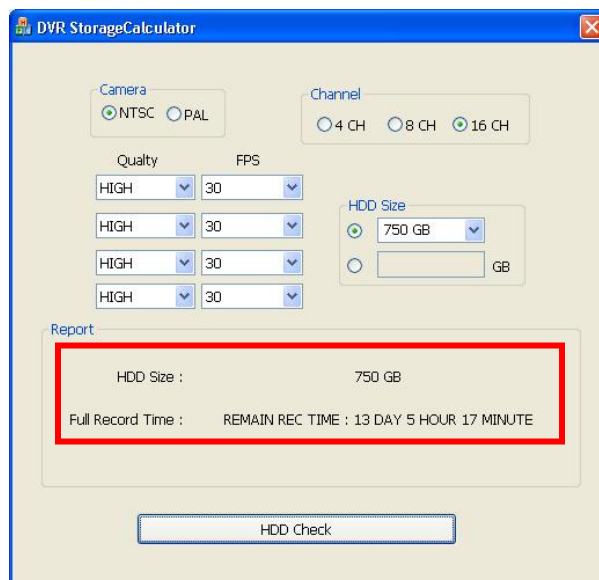 DVR StorageCalculator
Camera
NTSC PAL
Channel
4 CH 8 CH 16 CH
Qualty FPS
HIGH 30
HIGH 30
HIGH 30
HIGH 30
HDD Size
750 GB
GB
Report
HDD Size : 750 GB
Full Record Time : REMAIN REC TIME : 13 DAY 5 HOUR 17 MINUTE
HDD Check